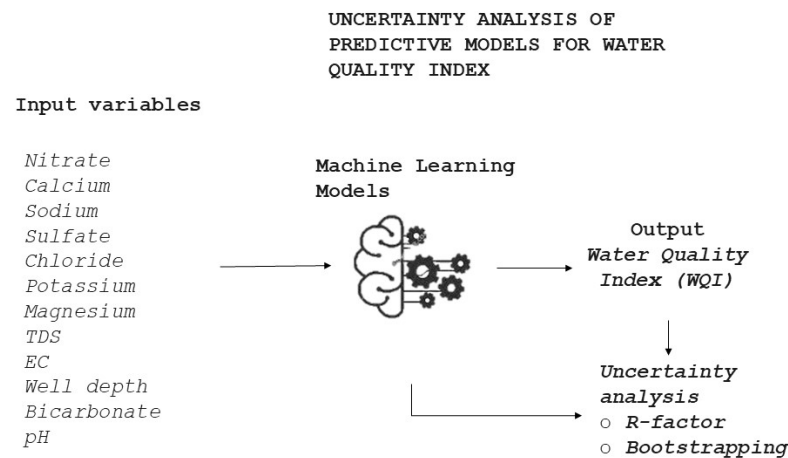 UNCERTAINTY ANALYSIS OF
PREDICTIVE MODELS FOR WATER
QUALITY INDEX
Input variables
Nitrate
Calcium
Sodium
Sulfate
Chloride
Potassium
Magnesium
TDS
EC
Well depth
Bicarbonate
pH
Machine Learning
Models
Output
Water Quality
Index (WQI)
Uncertainty
analysis
o R-factor
o Bootstrapping